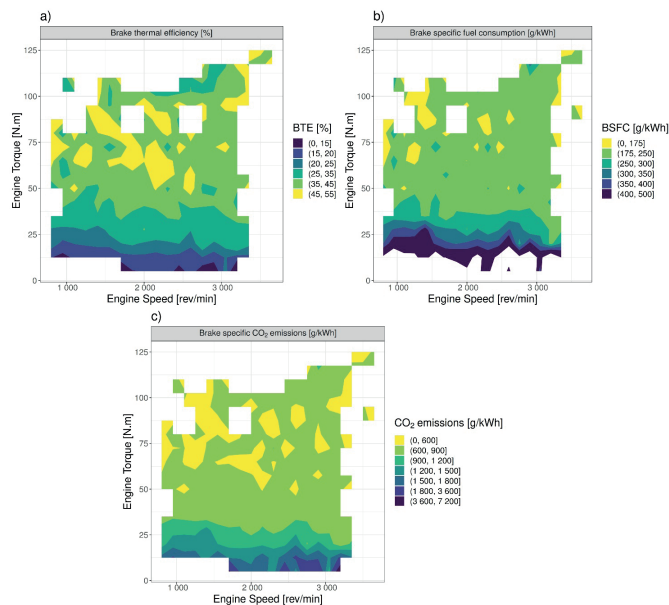 a)
Brake thermal efficiency [%]
Engine Torque [N.m]
125
100
75
50
25
0
1 000
2 000
3 000
Engine Speed [rev/min]
BTE [%]
(0, 15]
(15, 20]
(20, 25]
(25, 35]
(35, 45]
(45, 55]
b)
Brake specific fuel consumption [g/kWh]
Engine Torque [N.m]
125
100
75
50
25
0
1 000
2 000
3 000
Engine Speed [rev/min]
BSFC [g/kWh]
(0, 175]
(175, 250]
(250, 300]
(300, 350]
(350, 400]
(400, 500]
c)
Brake specific CO₂ emissions [g/kWh]
Engine Torque [N.m]
125
100
75
50
25
0
1 000
2 000
3 000
Engine Speed [rev/min]
CO₂ emissions [g/kWh]
(0, 600]
(600, 900]
(900, 1 200]
(1 200, 1 500]
(1 500, 1 800]
(1 800, 3 600]
(3 600, 7 200]